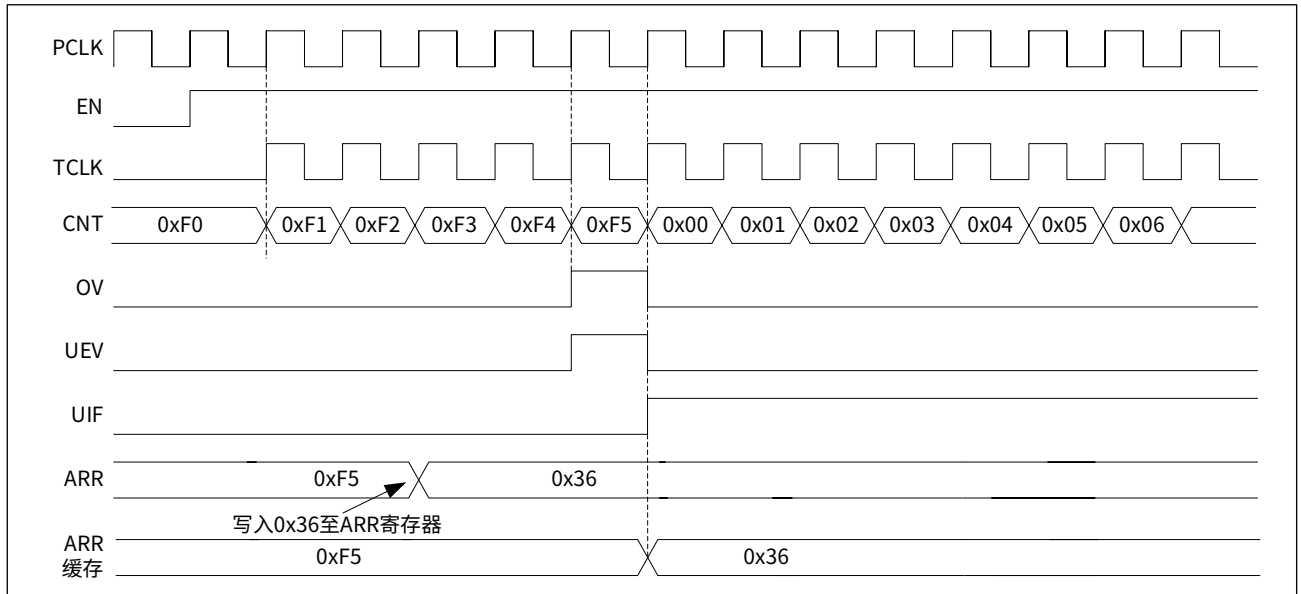 PCLK
EN
TCLK
CNT 0xF0 0xF1 0xF2 0xF3 0xF4 0xF5 0x00 0x01 0x02 0x03 0x04 0x05 0x06
OV
UEV
UIF
ARR 0xF5 0x36
写入0x36至ARR寄存器
ARR
缓存 0xF5 0x36